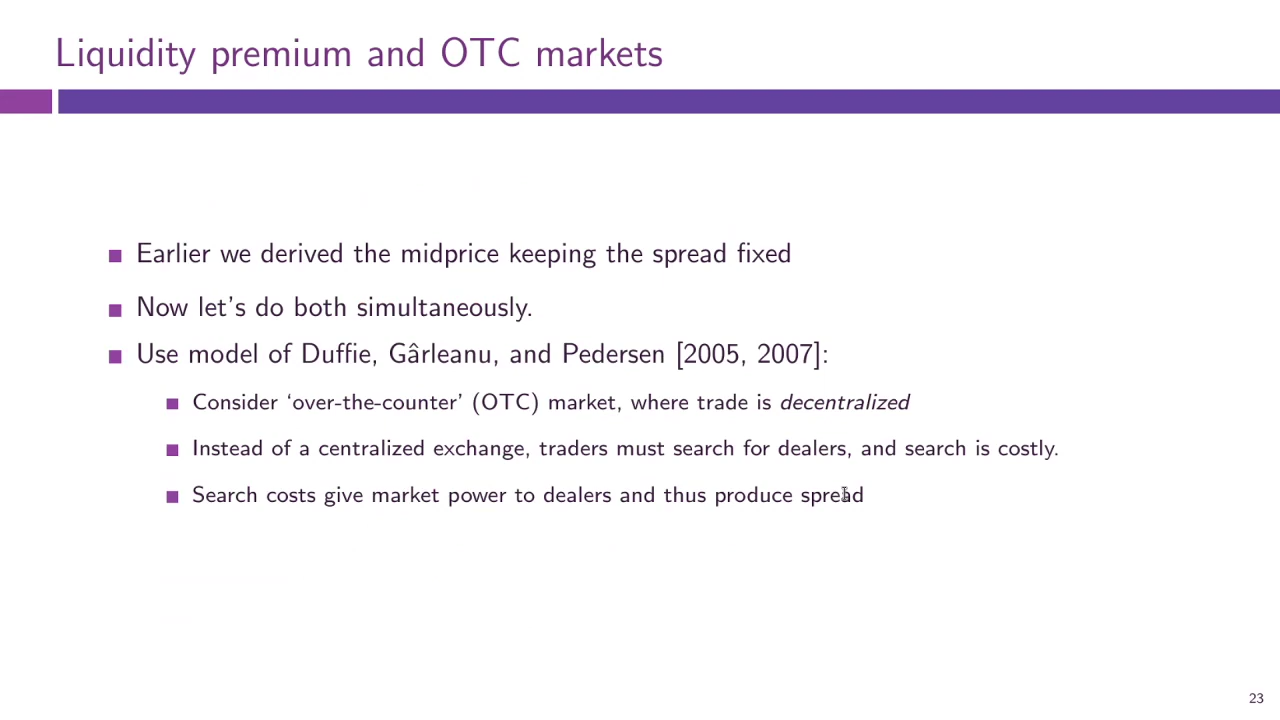 Liquidity premium and OTC markets
Earlier we derived the midprice keeping the spread fixed
Now let's do both simultaneously.
Use model of Duffie, Gârleanu, and Pedersen [2005, 2007]:
Consider ‘over-the-counter’ (OTC) market, where trade is decentralized
Instead of a centralized exchange, traders must search for dealers, and search is costly.
Search costs give market power to dealers and thus produce spread
23